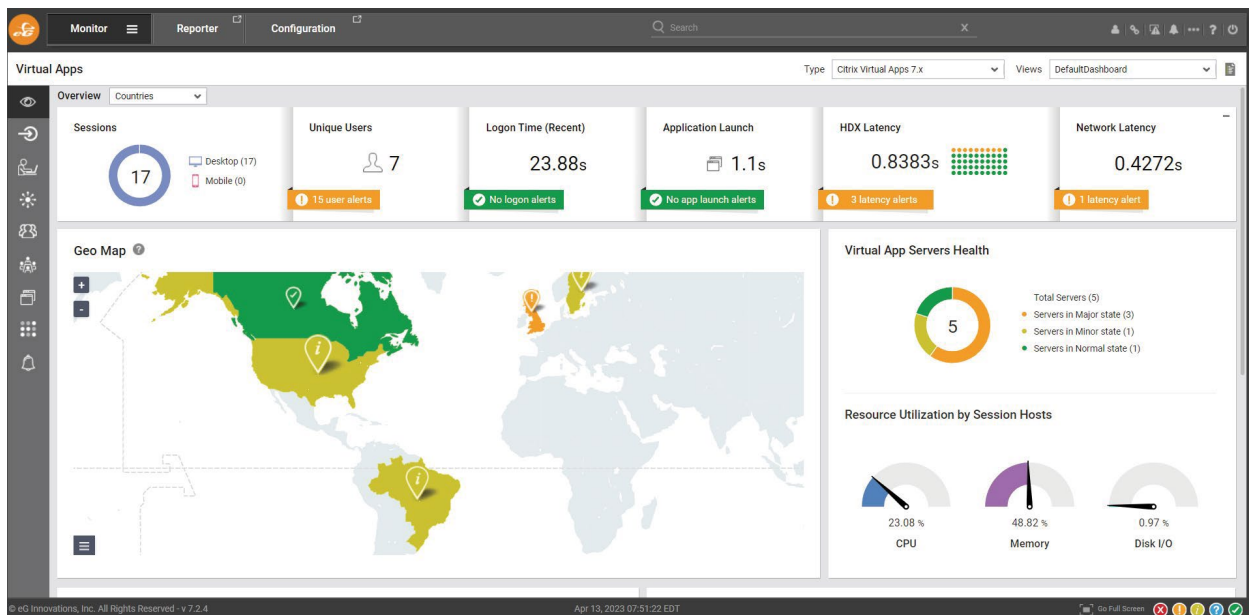 eG
Monitor
Reporter
Configuration
Search
X
?
Virtual Apps
Type Citrix Virtual Apps 7.x
Views DefaultDashboard
Overview Countries
Sessions
17
Desktop (17)
Mobile (0)
Unique Users
7
15 user alerts
Logon Time (Recent)
23.88s
No logon alerts
Application Launch
1.1s
No app launch alerts
HDX Latency
0.8383s
3 latency alerts
Network Latency
0.4272s
1 latency alert
Geo Map ?
+
-
i
!
i
i
Virtual App Servers Health
5
Total Servers (5)
Servers in Major state (3)
Servers in Minor state (1)
Servers in Normal state (1)
Resource Utilization by Session Hosts
23.08 %
CPU
48.82 %
Memory
0.97 %
Disk I/O
© eG Innovations, Inc. All Rights Reserved - v 7.2.4
Apr 13, 2023 07:51:22 EDT
Go Full Screen